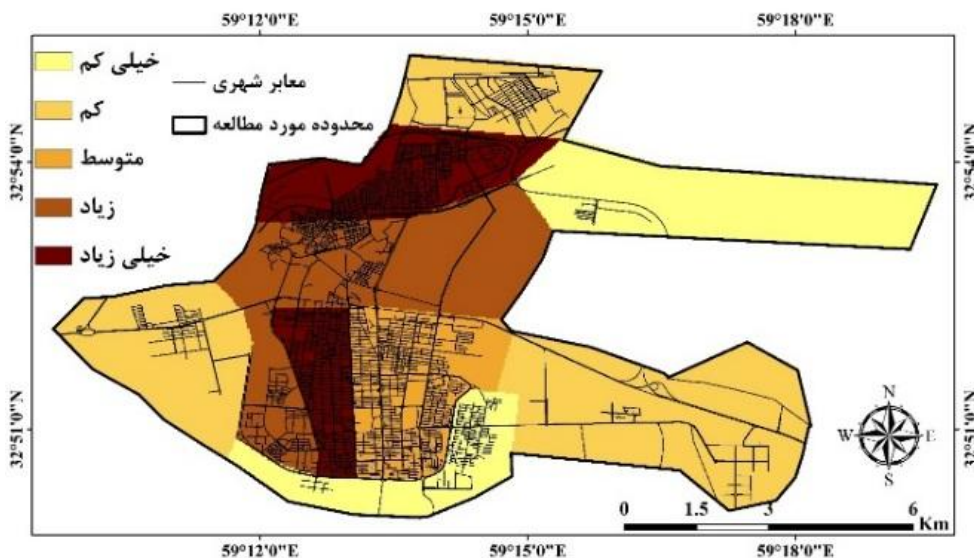 59°12'0"E 59°15'0"E 59°18'0"E
خیلی کم
کم
متوسط
زیاد
خیلی زیاد
معابر شهری
محدوده مورد مطالعه
32°54'0"N
32°54'0"N
32°51'0"N
32°51'0"N
N
W E
S
0 1.5 3 6
Km
59°12'0"E 59°15'0"E 59°18'0"E